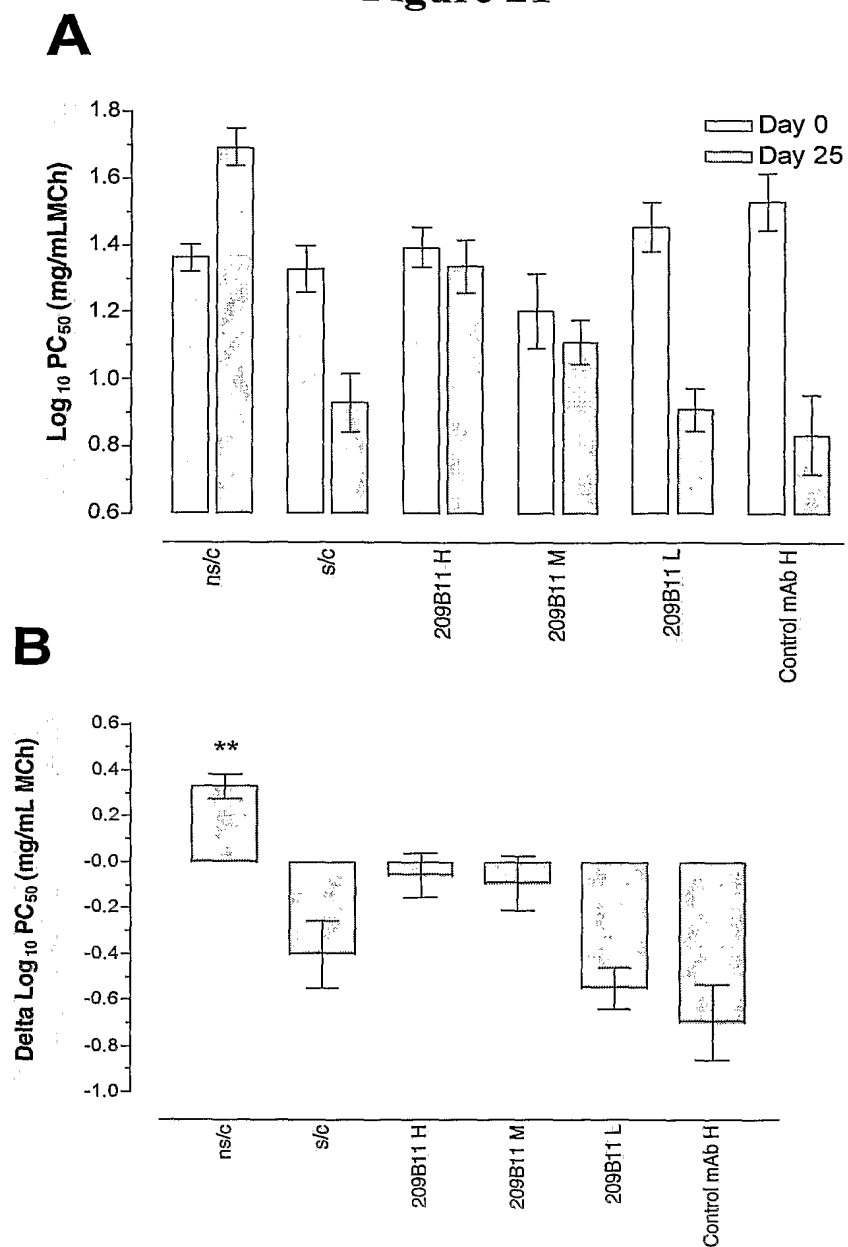 A
1.8
1.6
1.4
1.2
1.0
0.8
0.6
Log 10 PC50 (mg/mLMCh)
Day 0
Day 25
ns/c
s/c
209B11 H
209B11 M
209B11 L
Control mAb H
B
0.6
0.4
0.2
-0.0
-0.2
-0.4
-0.6
-0.8
-1.0
Delta Log10 PC50 (mg/mL MCh)
**
ns/c
s/c
209B11 H
209B11 M
209B11 L
Control mAb H